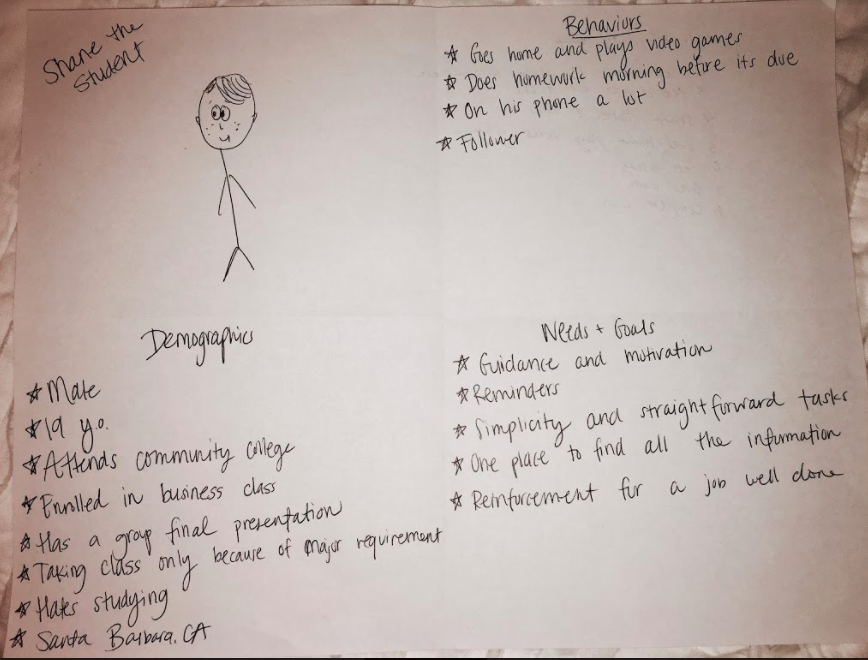 Shane the
Student
Behaviors
☆ Goes home and plays video games
☆ Does homework morning before its due
☆ On his phone a lot
☆ Follower
Demographics
☆ Male
☆ 19 y.o.
☆ Attends community college
☆ Enrolled in business class
☆ Has a group final presentation
☆ Taking class only because of major requirement
☆ Hates studying
☆ Santa Barbara, CA
Needs + Goals
☆ Guidance and motivation
☆ Reminders
☆ Simplicity and straightforward tasks
☆ One place to find all the information
☆ Reinforcement for a job well done